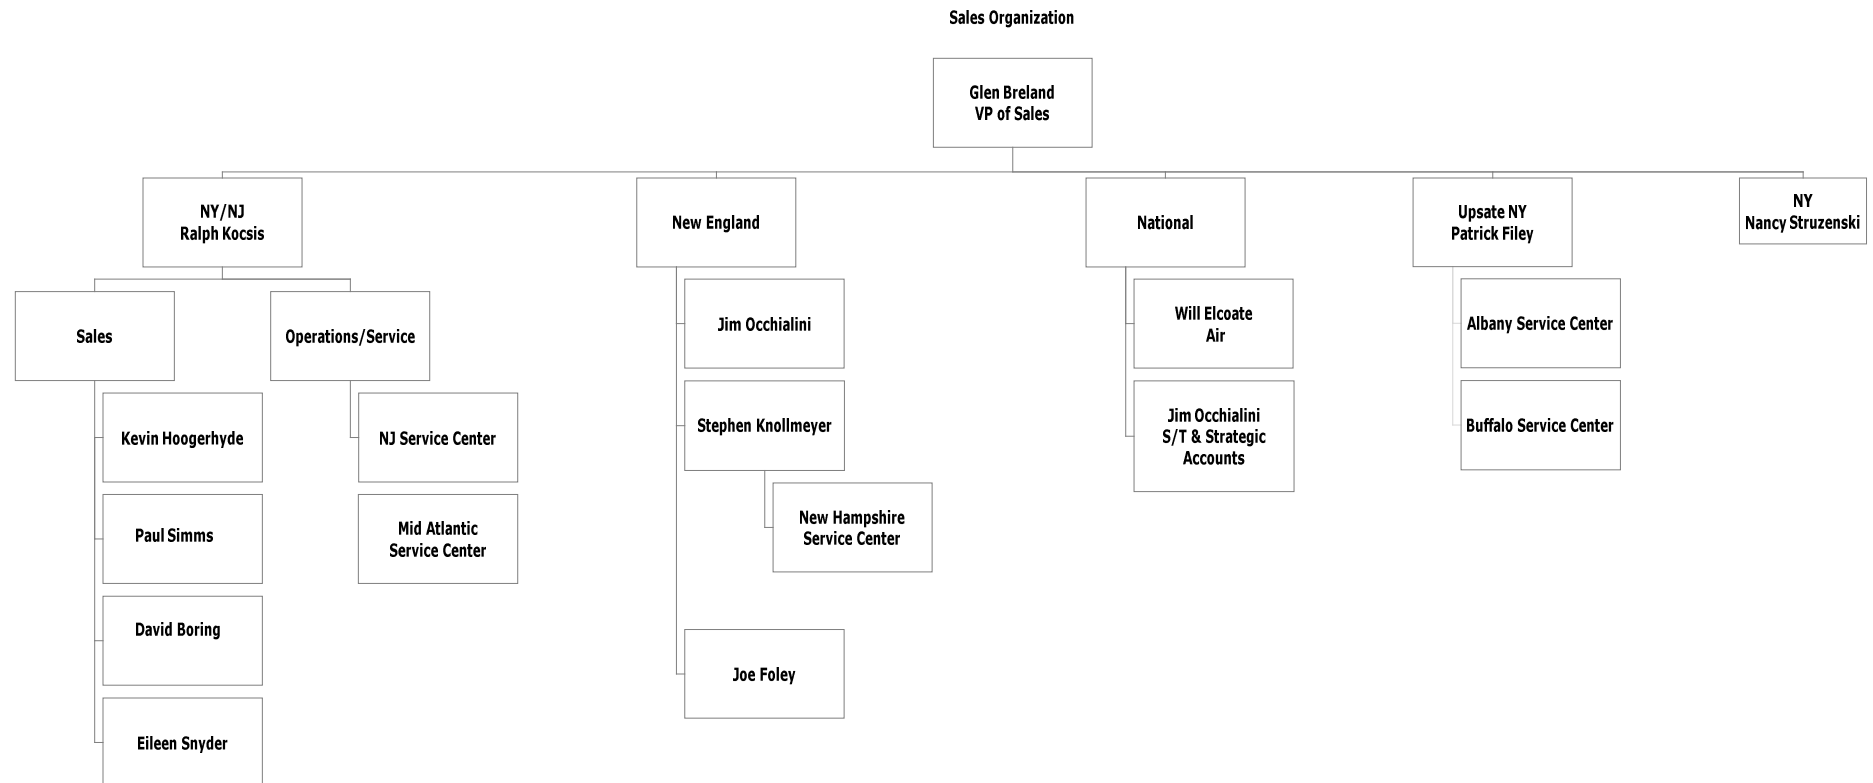 Sales Organization
Glen Breland
VP of Sales
NY/NJ
Ralph Kocsis
New England
National
Upsate NY
Patrick Filey
NY
Nancy Struzenski
Sales
Operations/Service
Kevin Hoogerhyde
Paul Simms
David Boring
Eileen Snyder
NJ Service Center
Mid Atlantic
Service Center
Jim Occhialini
Stephen Knollmeyer
New Hampshire
Service Center
Joe Foley
Will Elcoate
Air
Jim Occhialini
S/T & Strategic
Accounts
Albany Service Center
Buffalo Service Center